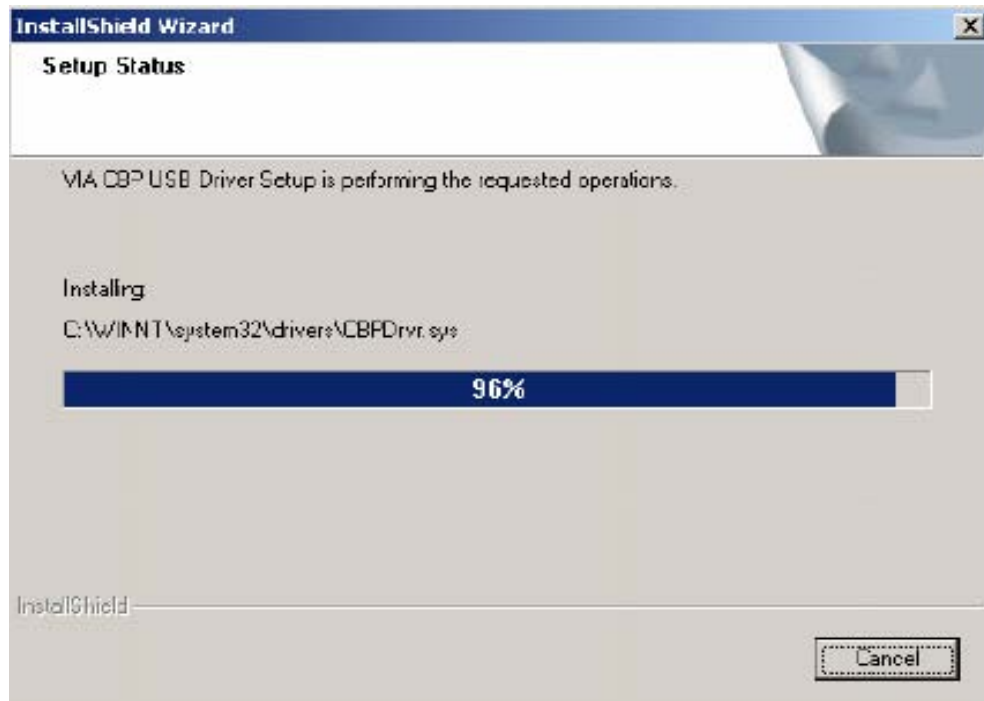 InstallShield Wizard
Setup Status
VIA CBP USB Driver Setup is performing the requested operations.
Installing
C:\WINNT\system32\drivers\CBPDrvr.sys
96%
InstallShield
Cancel